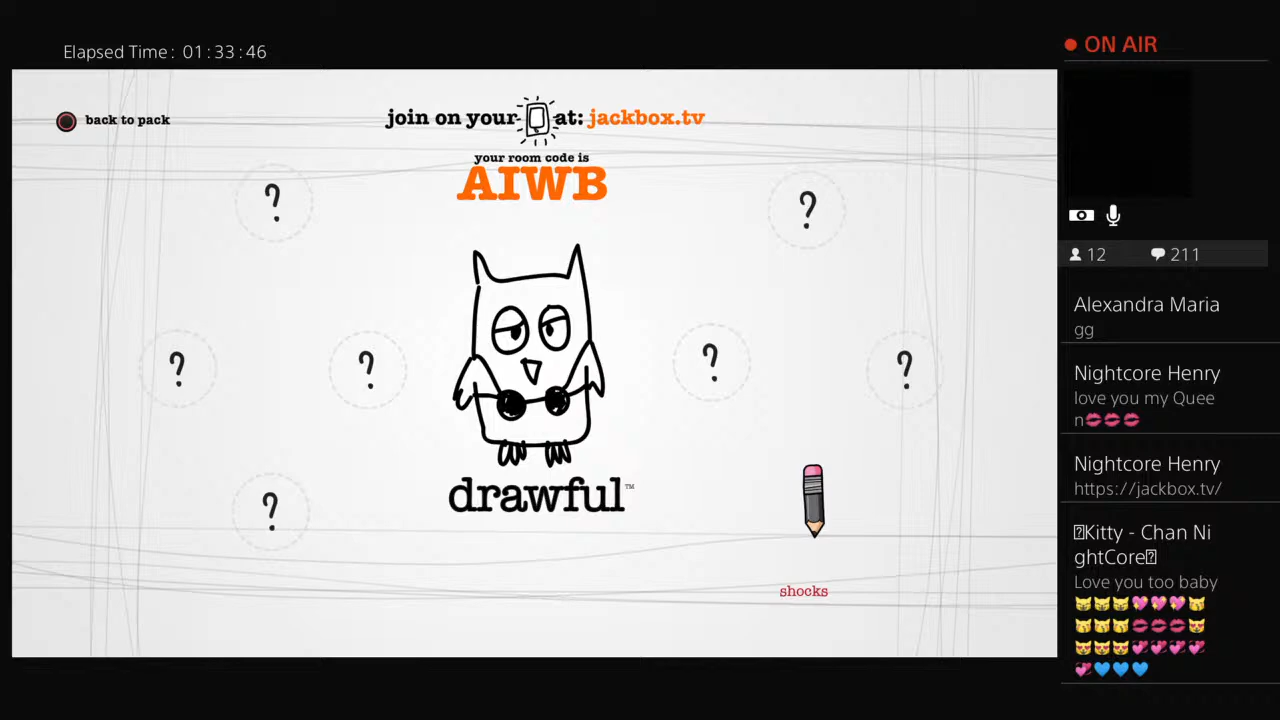 Elapsed Time: 01:33:46
ON AIR
back to pack
join on your at: jackbox.tv
your room code is
AIWB
? ?
? ? ? ?
?
drawful™
shocks
12 211
Alexandra Maria
gg
Nightcore Henry
love you my Quee
n💋💋💋
Nightcore Henry
https://jackbox.tv/
Kitty - Chan Ni
ghtCore
Love you too baby